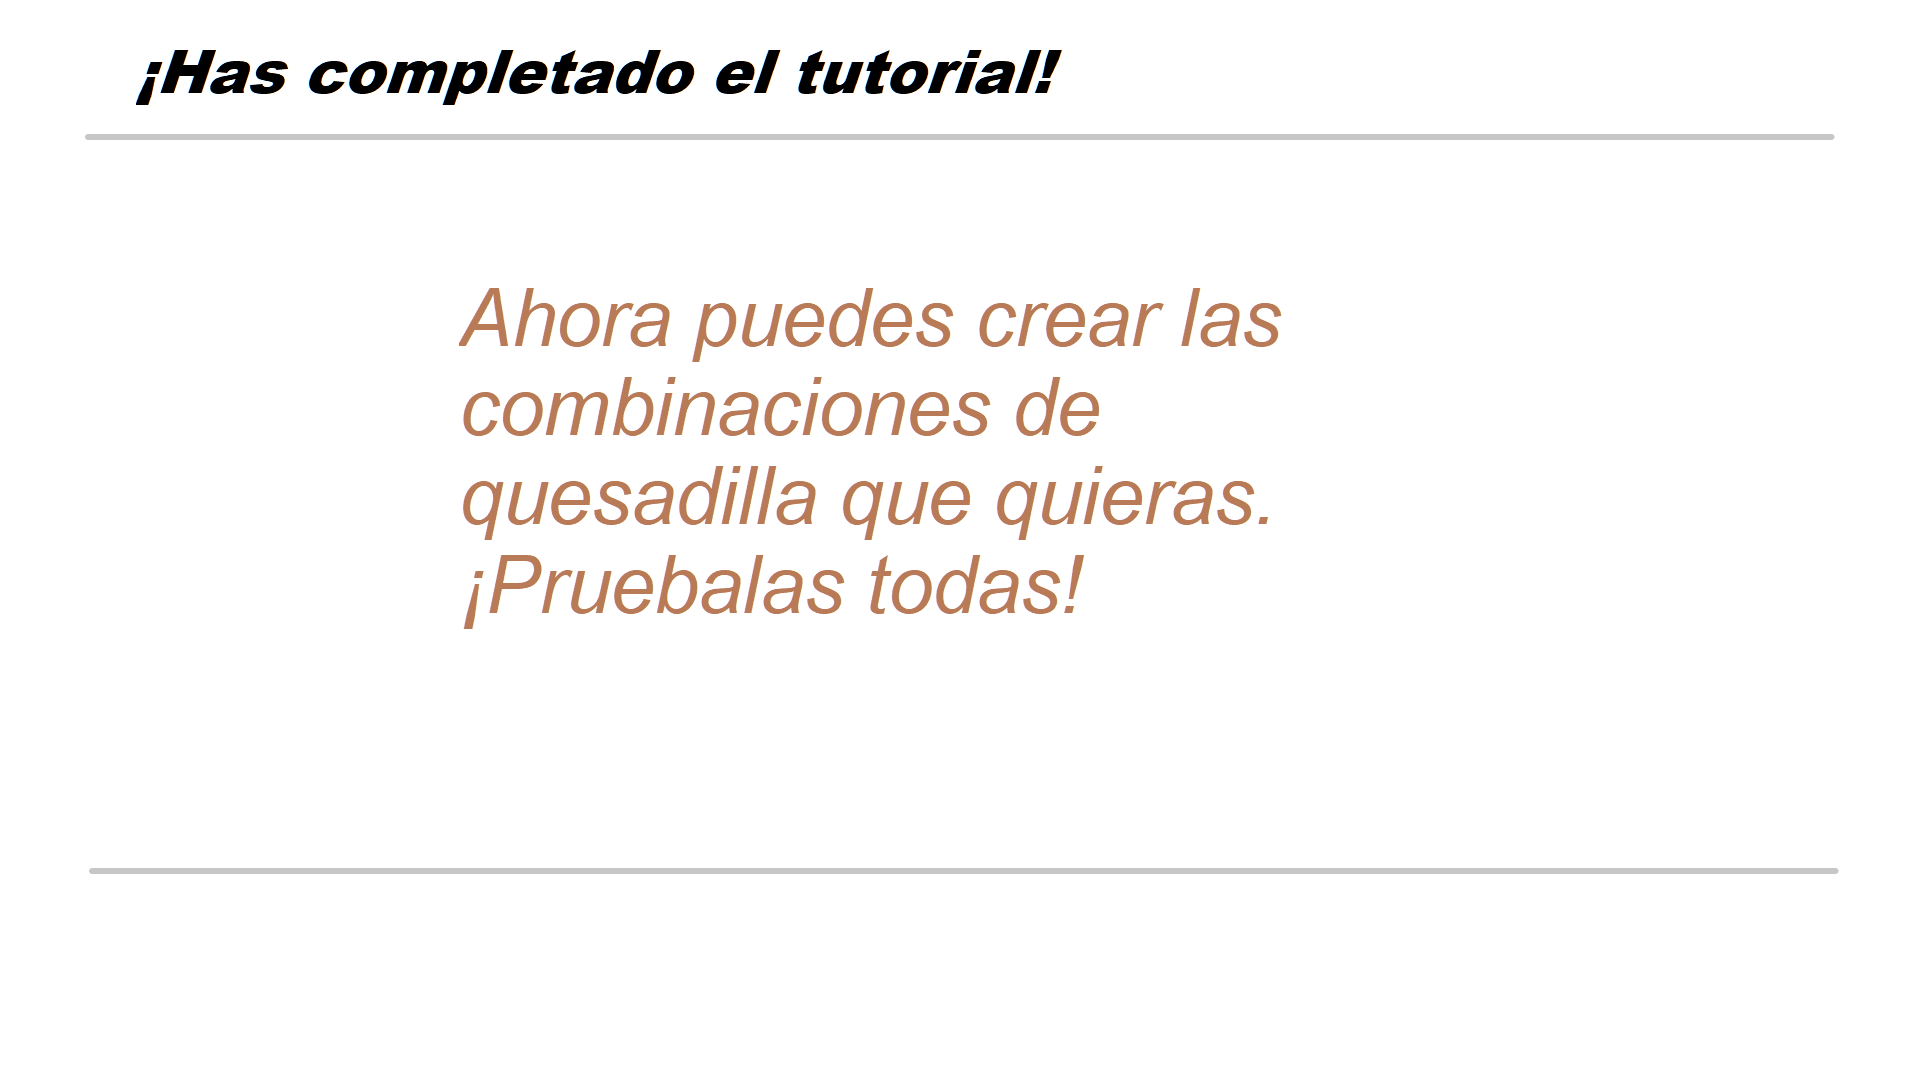 ¡Has completado el tutorial!
Ahora puedes crear las
combinaciones de
quesadilla que quieras.
¡Pruebalas todas!